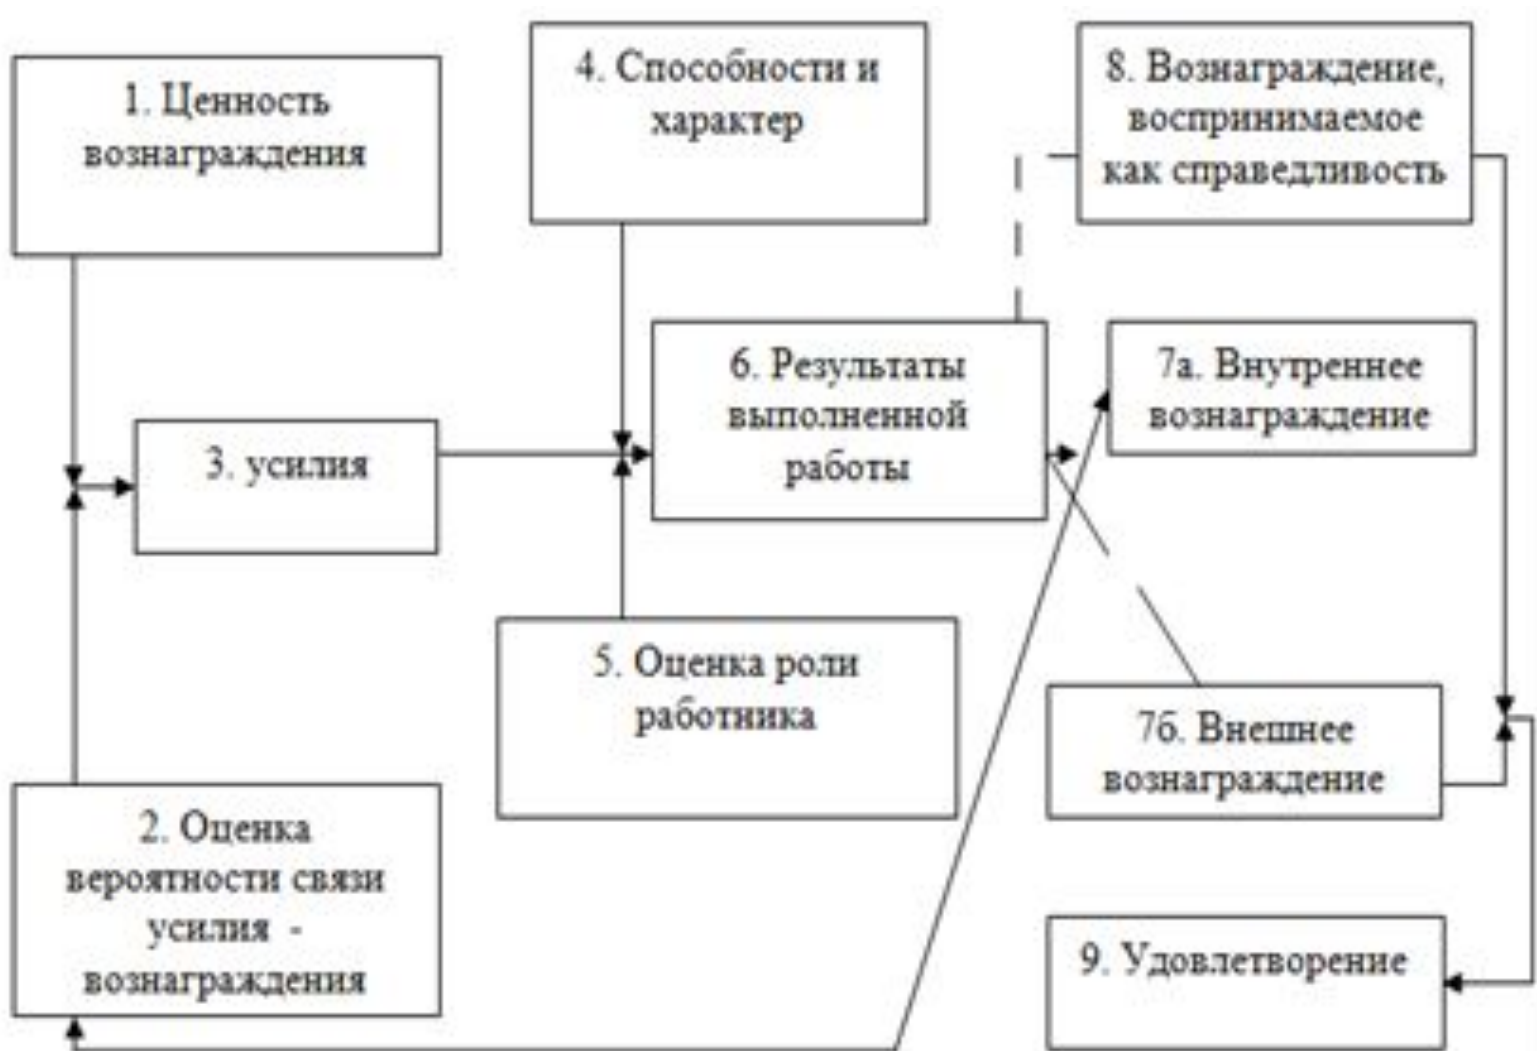 1. Ценность
вознаграждения
4. Способности и
характер
8. Вознаграждение,
воспринимаемое
как справедливость
3. усилия
6. Результаты
выполненной
работы
7а. Внутреннее
вознаграждение
5. Оценка роли
работника
7б. Внешнее
вознаграждение
2. Оценка
вероятности связи
усилия -
вознаграждения
9. Удовлетворение